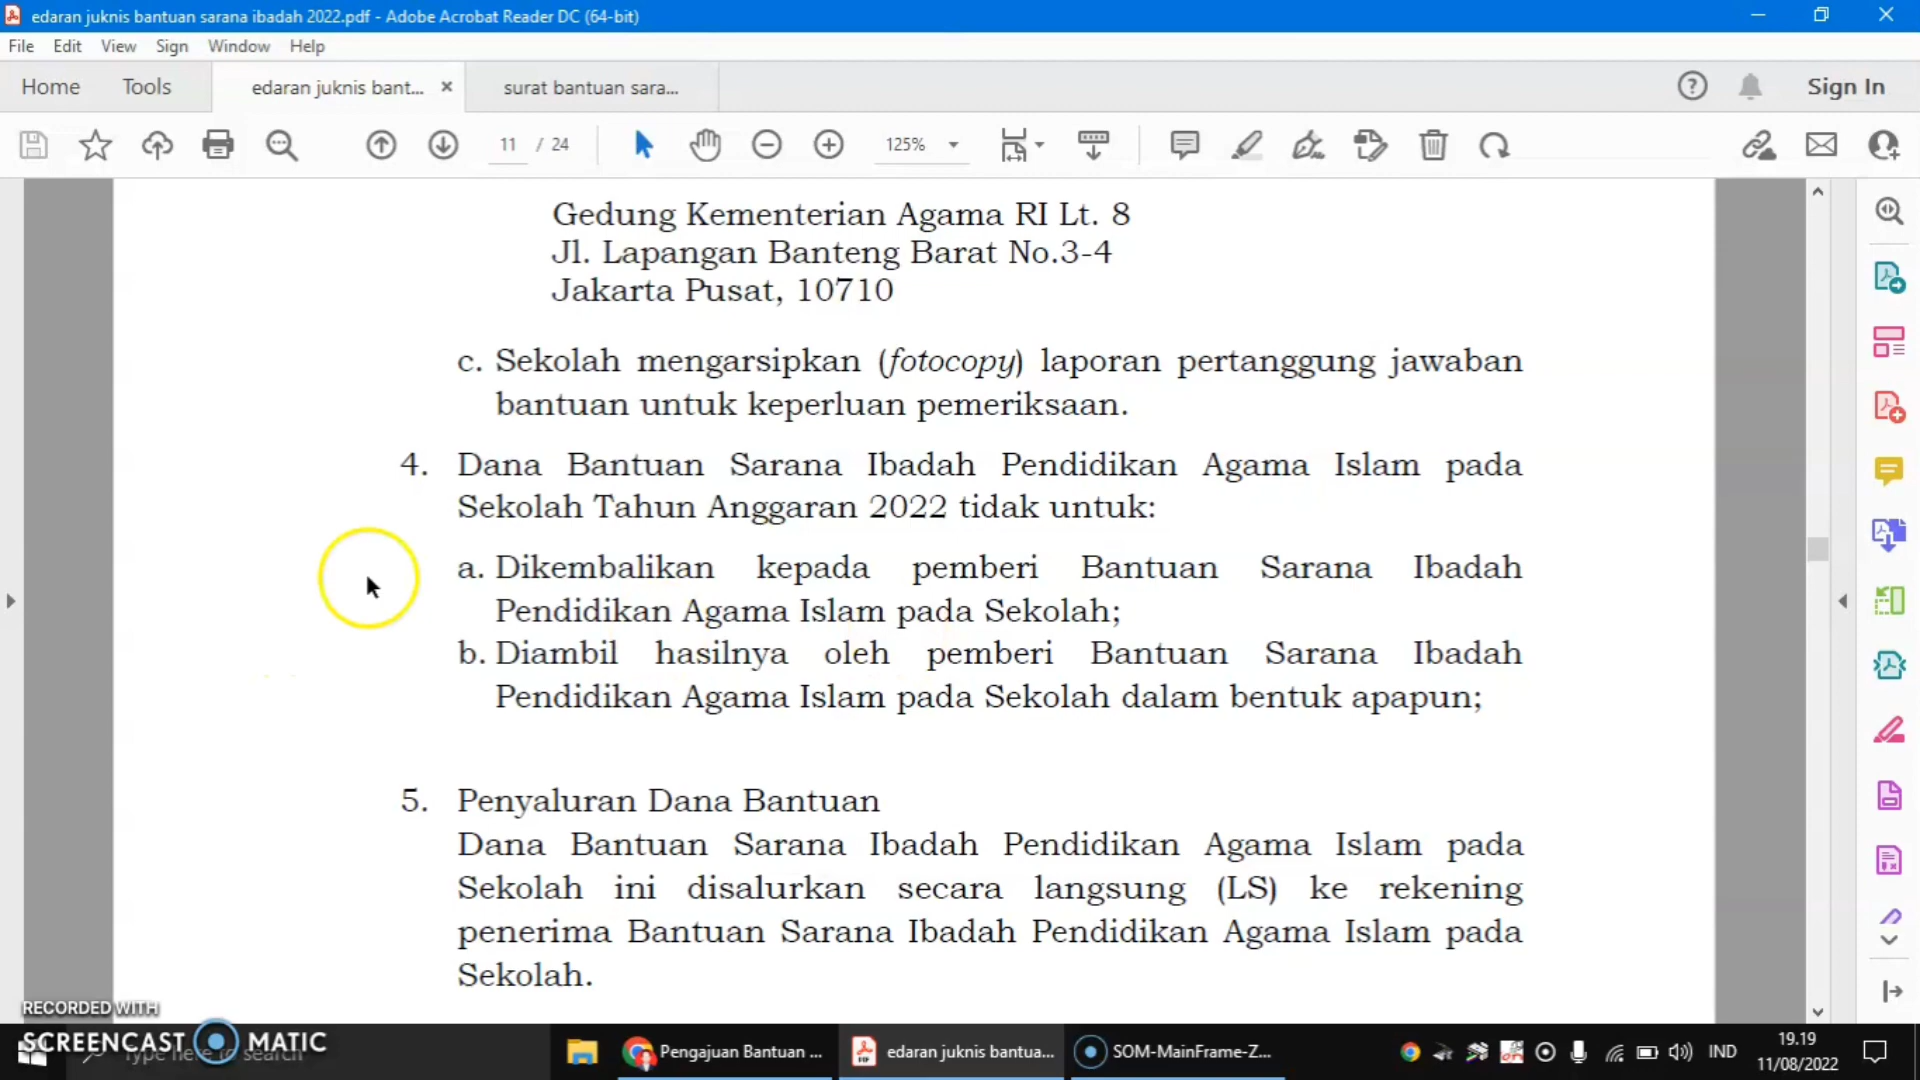 edaran juknis bantuan sarana ibadah 2022.pdf - Adobe Acrobat Reader DC (64-bit)
File Edit View Sign Window Help
Home Tools edaran juknis bant... × surat bantuan sara... Sign In
11 / 24 125%
Gedung Kementerian Agama RI Lt. 8
Jl. Lapangan Banteng Barat No.3-4
Jakarta Pusat, 10710
c. Sekolah mengarsipkan (fotocopy) laporan pertanggung jawaban
bantuan untuk keperluan pemeriksaan.
4. Dana Bantuan Sarana Ibadah Pendidikan Agama Islam pada
Sekolah Tahun Anggaran 2022 tidak untuk:
a. Dikembalikan kepada pemberi Bantuan Sarana Ibadah
Pendidikan Agama Islam pada Sekolah;
b. Diambil hasilnya oleh pemberi Bantuan Sarana Ibadah
Pendidikan Agama Islam pada Sekolah dalam bentuk apapun;
5. Penyaluran Dana Bantuan
Dana Bantuan Sarana Ibadah Pendidikan Agama Islam pada
Sekolah ini disalurkan secara langsung (LS) ke rekening
penerima Bantuan Sarana Ibadah Pendidikan Agama Islam pada
Sekolah.
RECORDED WITH
SCREENCAST MATIC
Type here to search
Pengajuan Bantuan ... edaran juknis bantua... SOM-MainFrame-Z... IND
19.19
11/08/2022